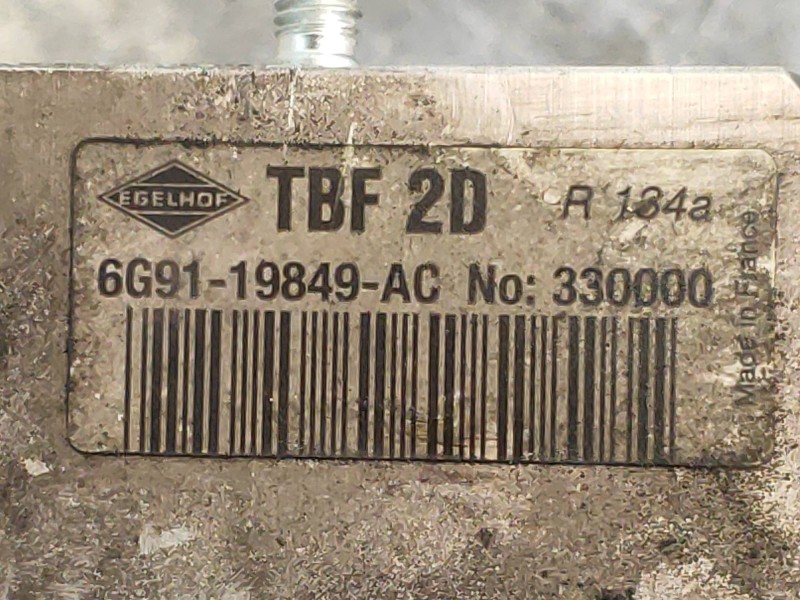 EGELHOF TBF 2D R 134a
6G91-19849-AC No: 330000
Made in France